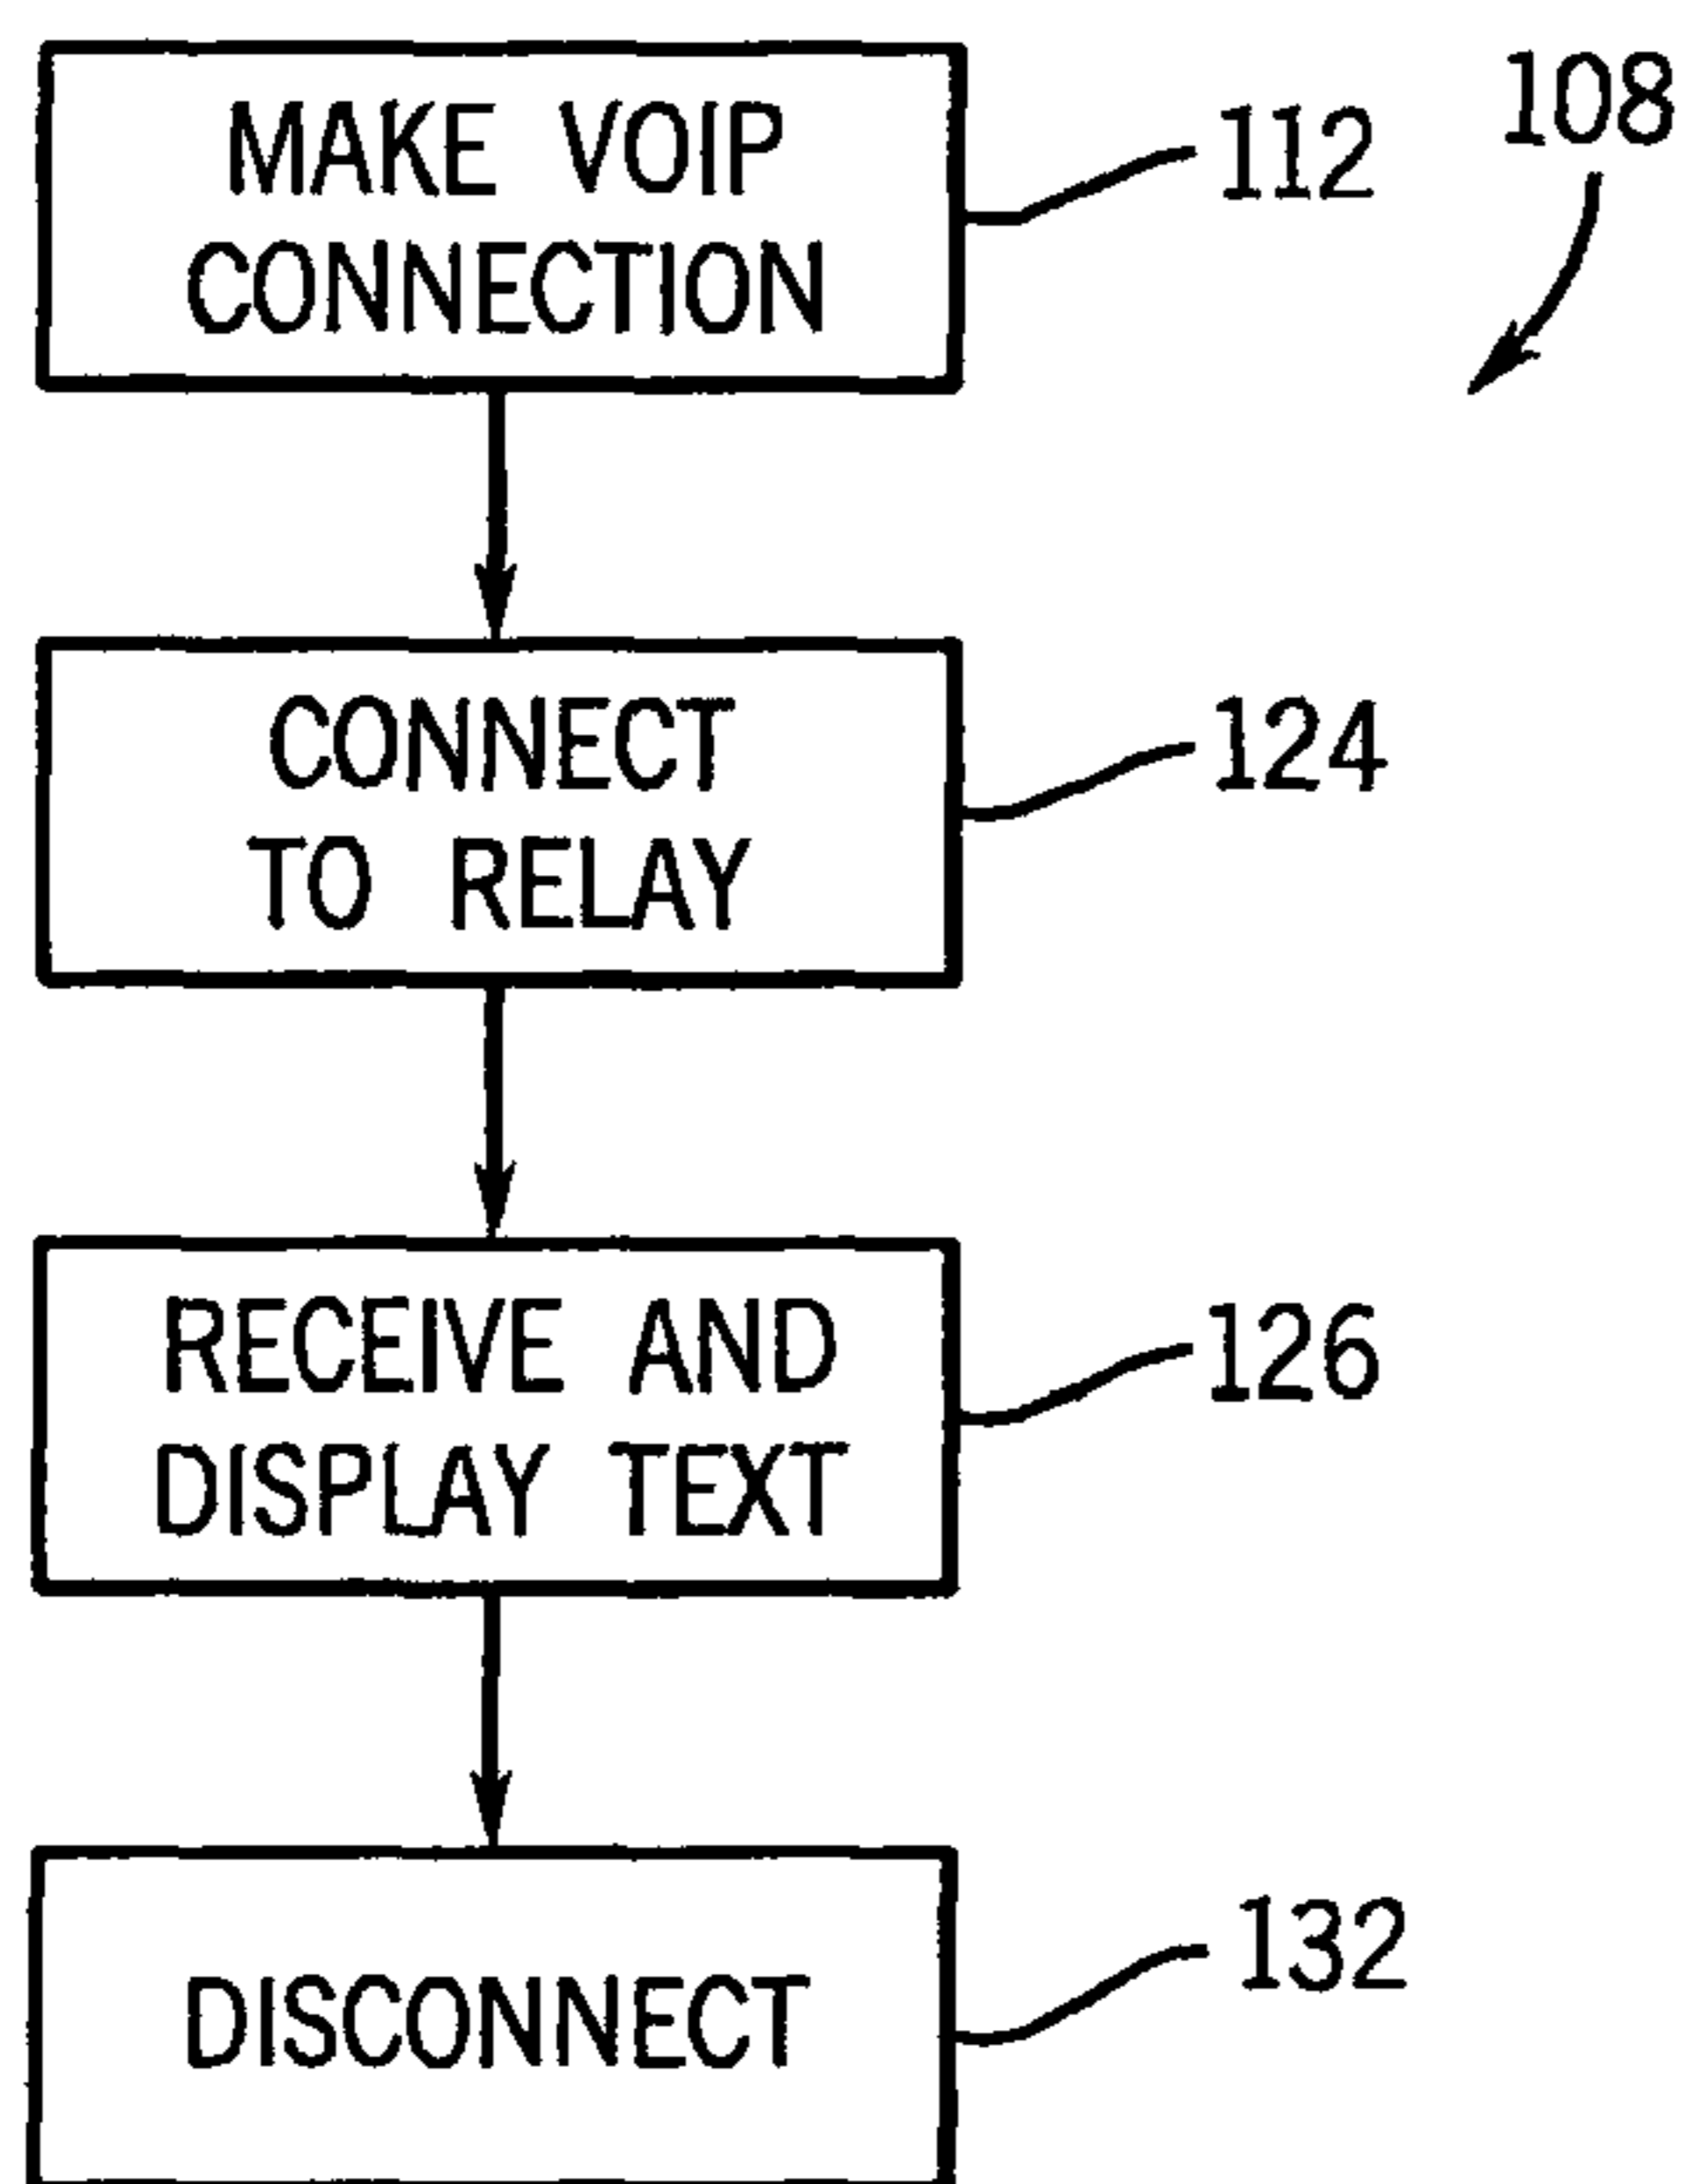 MAKE VOIP
CONNECTION
112
108
CONNECT
TO RELAY
124
RECEIVE AND
DISPLAY TEXT
126
DISCONNECT
132